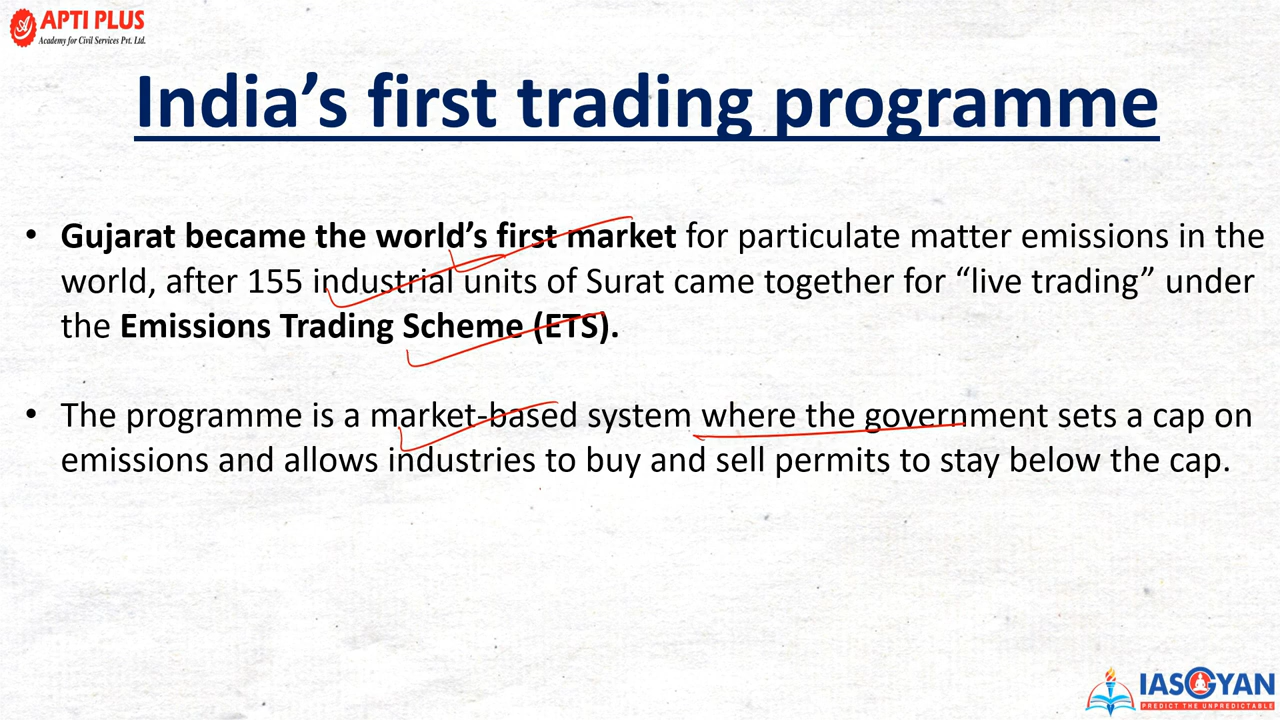 APTI PLUS
Academy for Civil Services Pvt. Ltd.
India’s first trading programme
• Gujarat became the world’s first market for particulate matter emissions in the
world, after 155 industrial units of Surat came together for “live trading” under
the Emissions Trading Scheme (ETS).
• The programme is a market-based system where the government sets a cap on
emissions and allows industries to buy and sell permits to stay below the cap.
IASGYAN
PREDICT THE UNPREDICTABLE